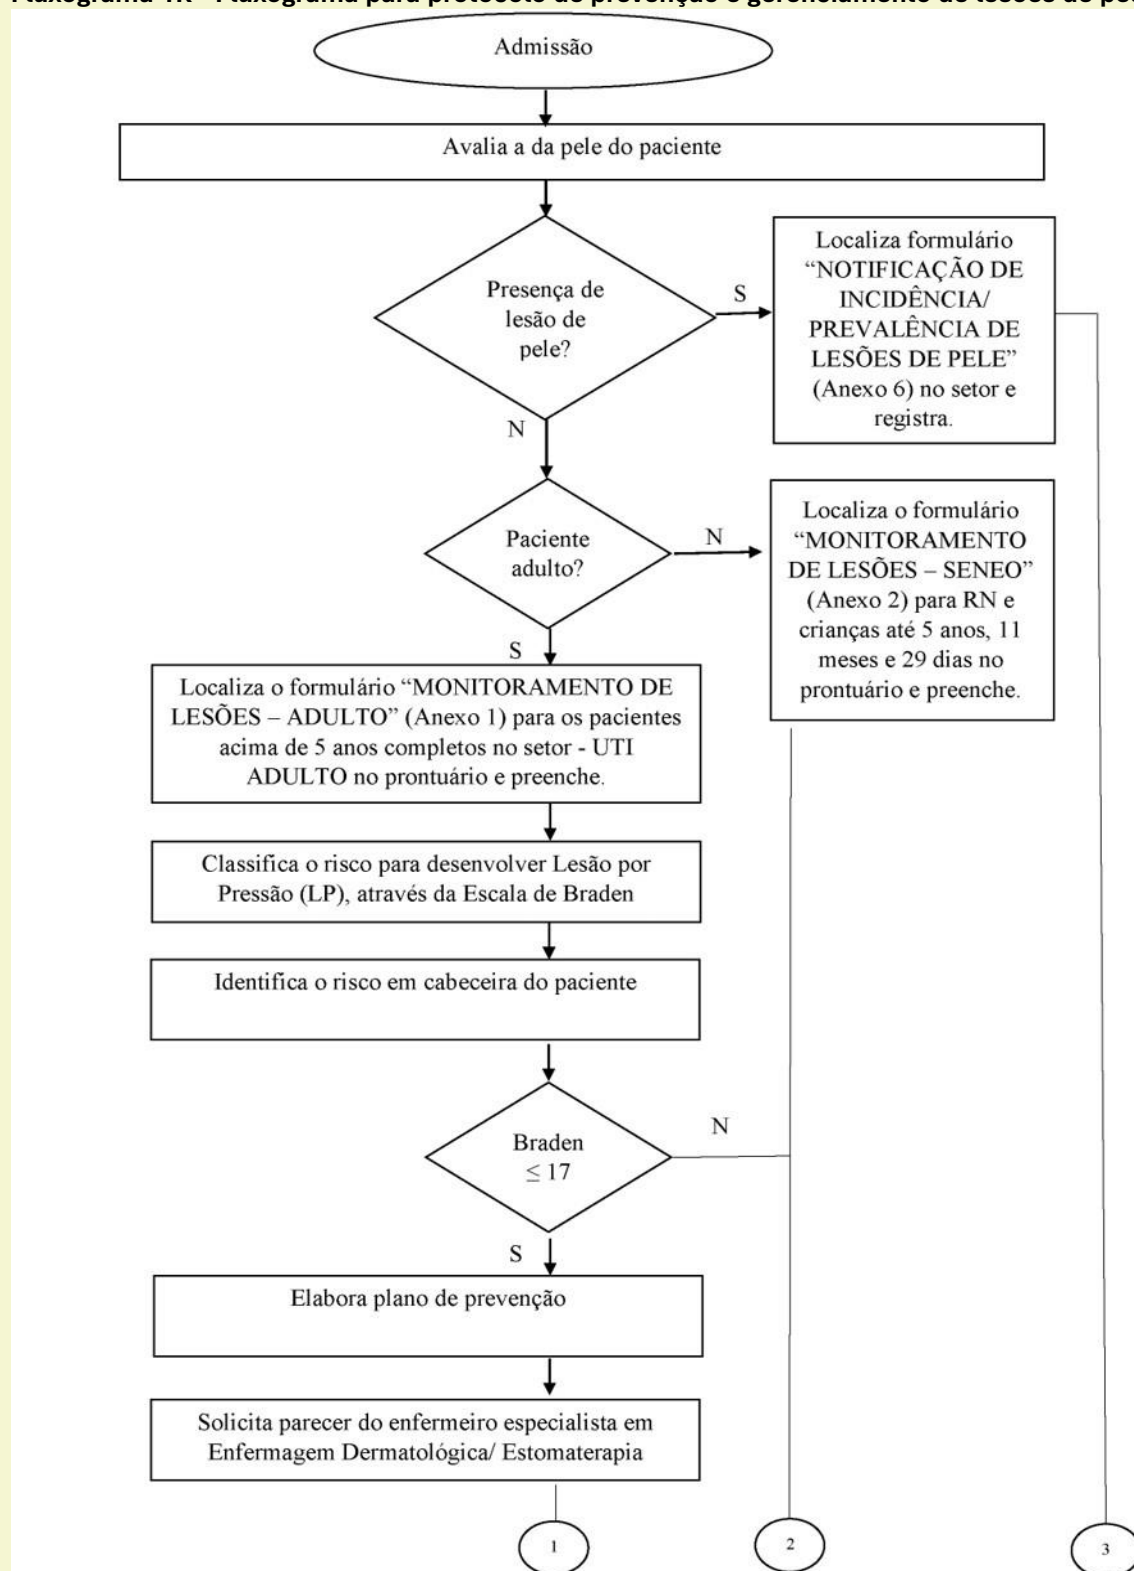 Admissão
Avalia a da pele do paciente
Presença de
lesão de
pele?
S
Localiza formulário
“NOTIFICAÇÃO DE
INCIDÊNCIA/
PREVALÊNCIA DE
LESÕES DE PELE”
(Anexo 6) no setor e
registra.
N
Paciente
adulto?
N
Localiza o formulário
“MONITORAMENTO
DE LESÕES – SENEO”
(Anexo 2) para RN e
crianças até 5 anos, 11
meses e 29 dias no
prontuário e preenche.
S
Localiza o formulário “MONITORAMENTO DE
LESÕES – ADULTO” (Anexo 1) para os pacientes
acima de 5 anos completos no setor - UTI
ADULTO no prontuário e preenche.
Classifica o risco para desenvolver Lesão por
Pressão (LP), através da Escala de Braden
Identifica o risco em cabeceira do paciente
Braden
≤ 17
N
S
Elabora plano de prevenção
Solicita parecer do enfermeiro especialista em
Enfermagem Dermatológica/ Estomaterapia
1
2
3